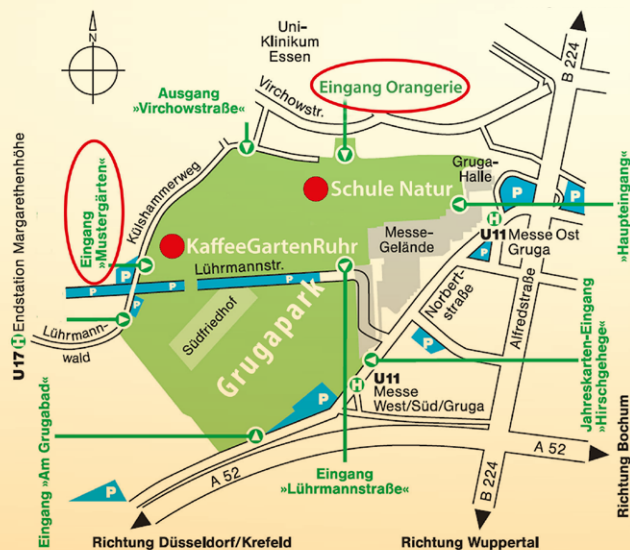 N
Uni-
Klinikum
Essen
Eingang Orangerie
B 224
Ausgang
»Virchowstraße«
Virchowstr.
Eingang
»Mustergärten«
Külshammerweg
Schule Natur
Gruga-
Halle
P
P
»Haupteingang«
KaffeeGartenRuhr
Messe-
Gelände
H
U11 Messe Ost
Gruga
U17 H Endstation Margarethenhöhe
P
Lührmannstr.
P
P
P
P
P
Lührmann-
wald
Südfriedhof
Grugapark
Norbert-
straße
Alfredstraße
P
Jahreskarten-Eingang
»Hirschgehege«
U11
H
Messe
West/Süd/Gruga
P
Eingang »Am Grugabad«
P
A 52
Eingang
»Lührmannstraße«
A 52
B 224
Richtung Bochum
Richtung Düsseldorf/Krefeld
Richtung Wuppertal